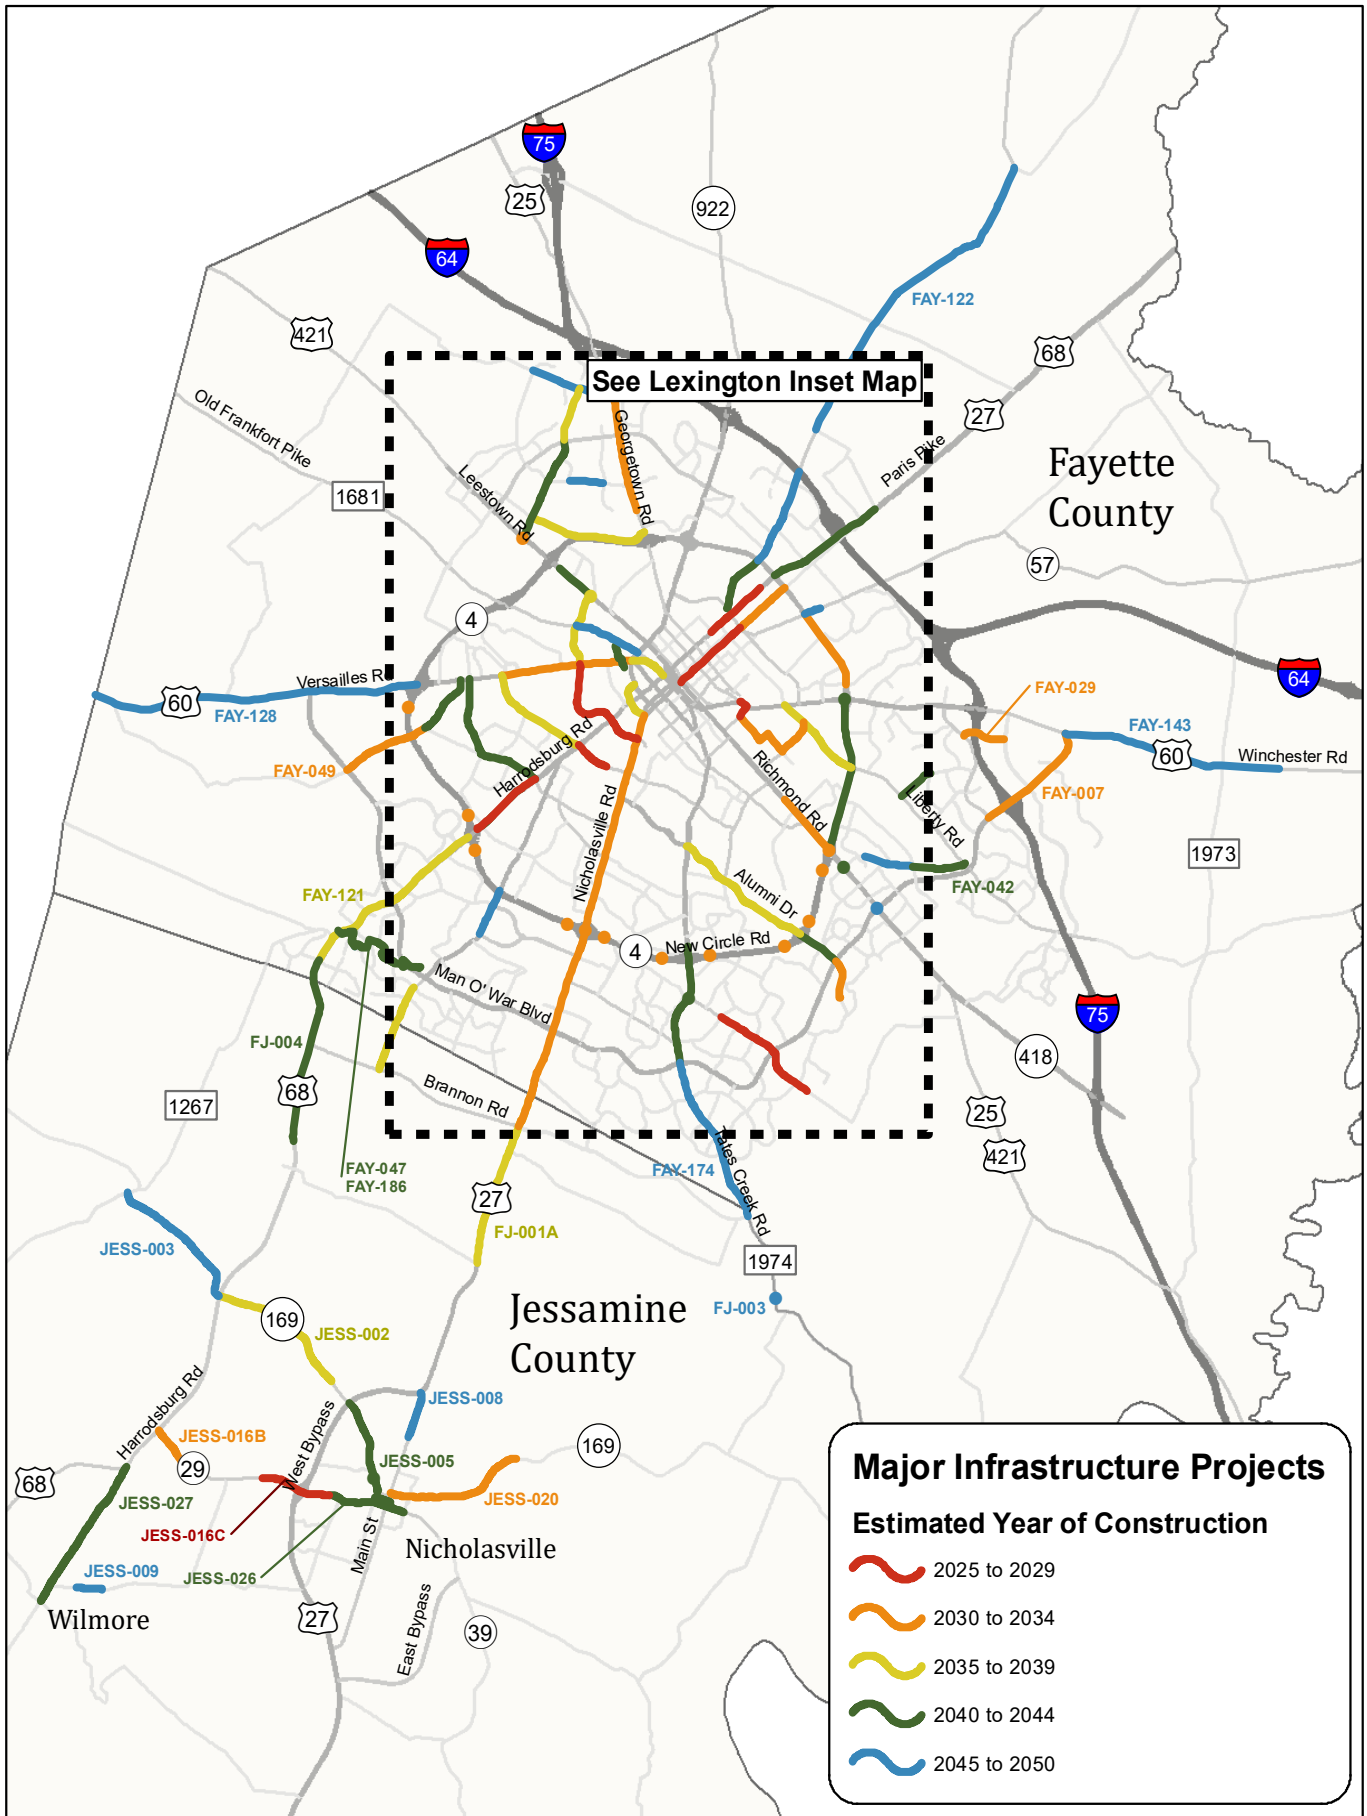 75
25
922
64
FAY-122
421
68
See Lexington Inset Map
27
Old Frankfort Pike
Georgetown Rd
Paris Pike
Fayette
County
1681
Leestown Rd
57
4
Versailles R
60
FAY-128
64
FAY-029
FAY-143
60
Winchester Rd
FAY-049
Harrodsburg Rd
Richmond Rd
FAY-007
Nicholasville Rd
Liberty Rd
1973
FAY-121
Alumni Dr
FAY-042
4
New Circle Rd
Man O' War Blvd
75
FJ-004
418
68
Brannon Rd
1267
25
421
FAY-047
FAY-186
FAY-174
Tates Creek Rd
27
FJ-001A
JESS-003
1974
FJ-003
169
JESS-002
Jessamine
County
Harrodsburg Rd
JESS-008
West Bypass
JESS-016B
29
169
68
JESS-005
JESS-027
JESS-020
JESS-016C
Main St
Nicholasville
JESS-009
JESS-026
Wilmore
27
East Bypass
39
Major Infrastructure Projects
Estimated Year of Construction
2025 to 2029
2030 to 2034
2035 to 2039
2040 to 2044
2045 to 2050